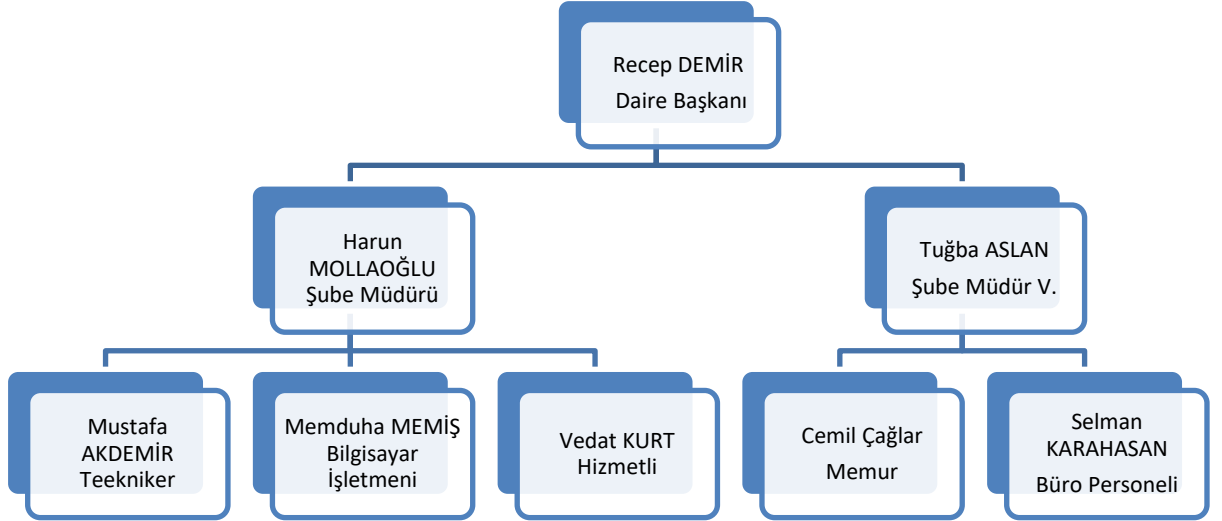 Recep DEMİR
Daire Başkanı
Harun
MOLLAOĞLU
Şube Müdürü
Tuğba ASLAN
Şube Müdür V.
Mustafa
AKDEMİR
Teekniker
Memduha MEMİŞ
Bilgisayar
İşletmeni
Vedat KURT
Hizmetli
Cemil Çağlar
Memur
Selman
KARAHASAN
Büro Personeli